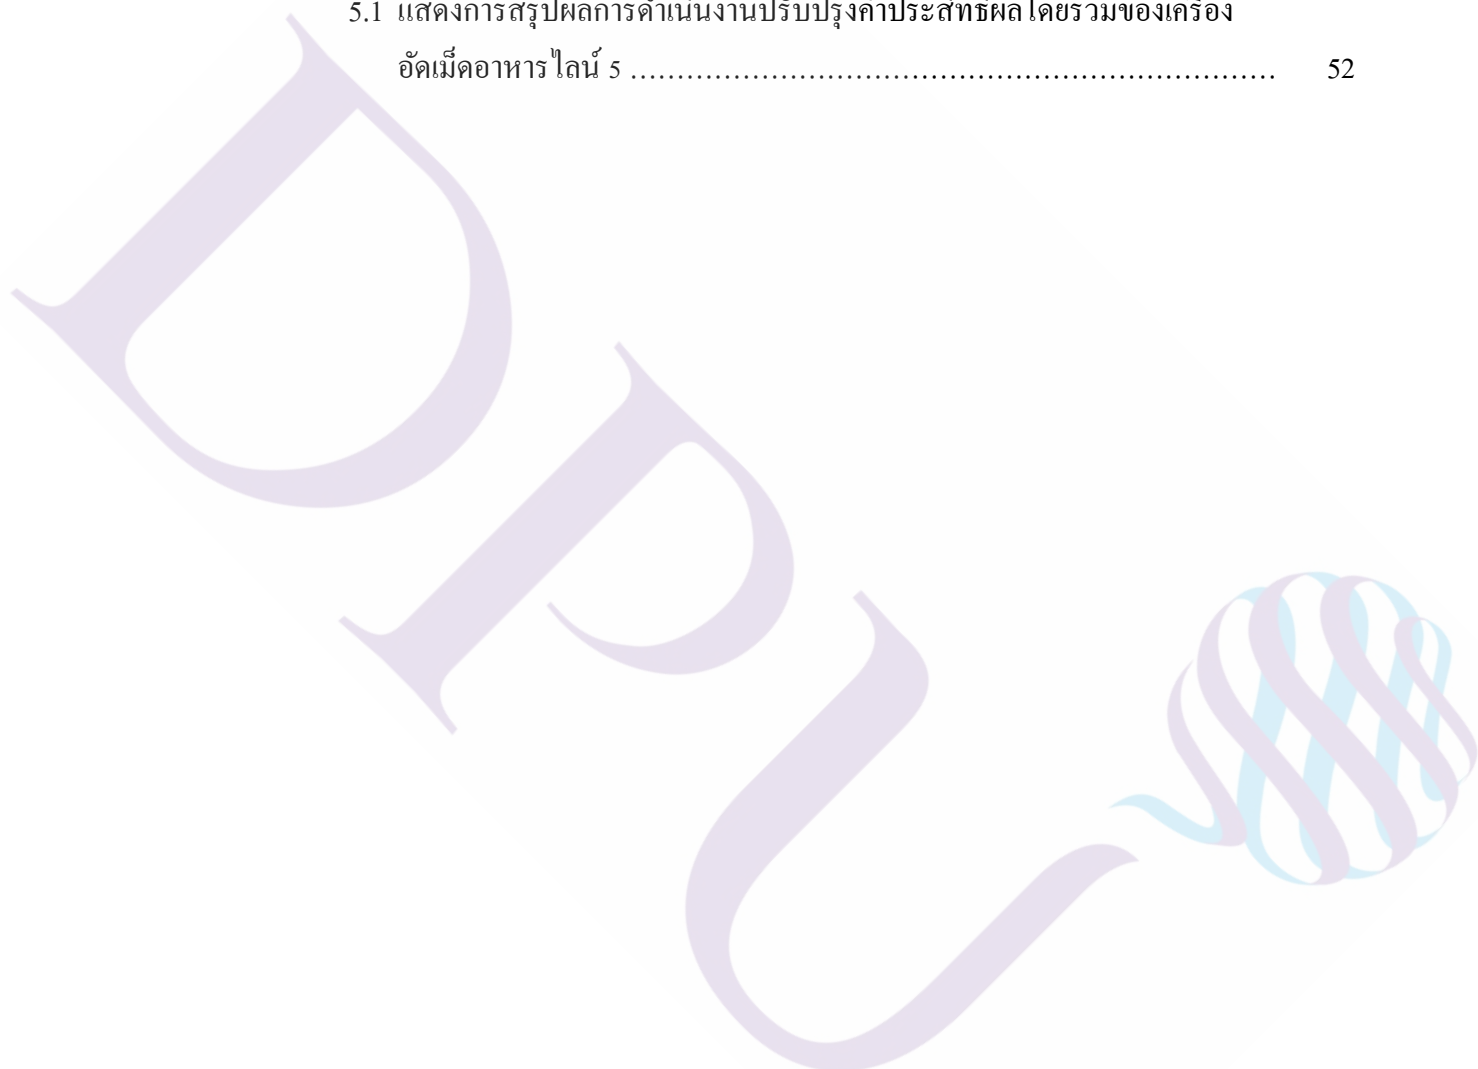 5.1 แสดงการสรุปผลการดำเนินงานปรับปรุงค่าประสิทธิผลโดยรวมของเครื่อง
อัดเม็ดอาหารไลน์ 5 ………………………………………………………… 52
DPU